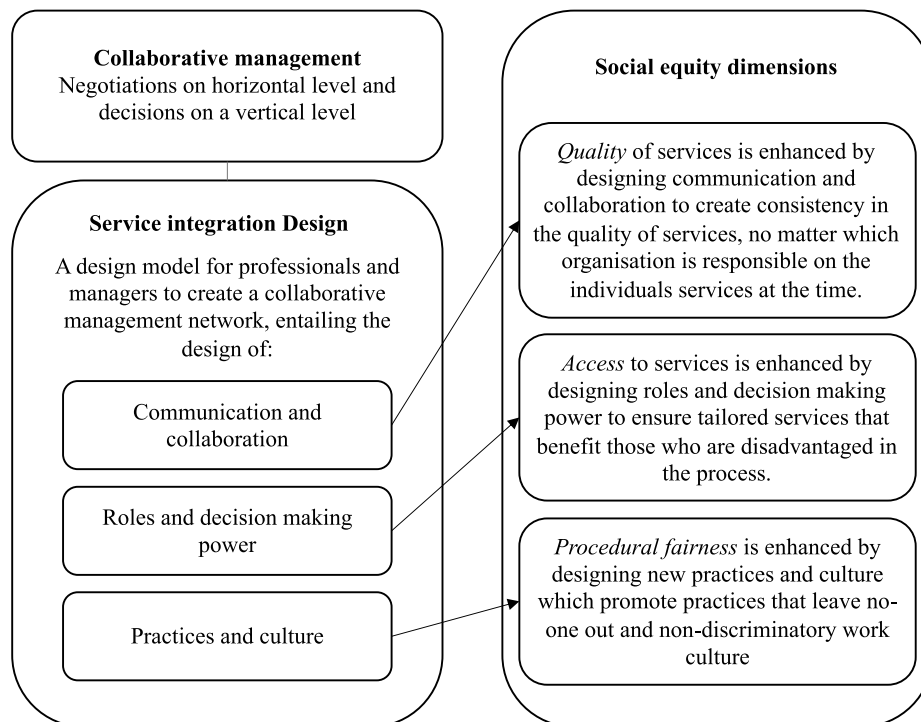 Collaborative management
Negotiations on horizontal level and
decisions on a vertical level
Service integration Design
A design model for professionals and
managers to create a collaborative
management network, entailing the
design of:
Communication and
collaboration
Roles and decision making
power
Practices and culture
Social equity dimensions
Quality of services is enhanced by
designing communication and
collaboration to create consistency in
the quality of services, no matter which
organisation is responsible on the
individuals services at the time.
Access to services is enhanced by
designing roles and decision making
power to ensure tailored services that
benefit those who are disadvantaged in
the process.
Procedural fairness is enhanced by
designing new practices and culture
which promote practices that leave no-
one out and non-discriminatory work
culture